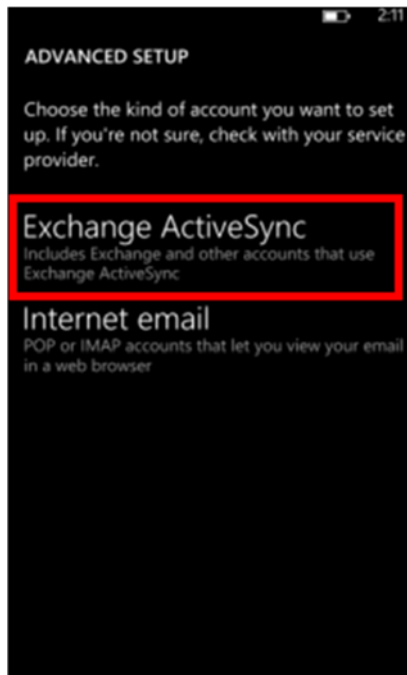 2:11
ADVANCED SETUP
Choose the kind of account you want to set
up. If you're not sure, check with your service
provider.
Exchange ActiveSync
Includes Exchange and other accounts that use
Exchange ActiveSync
Internet email
POP or IMAP accounts that let you view your email
in a web browser